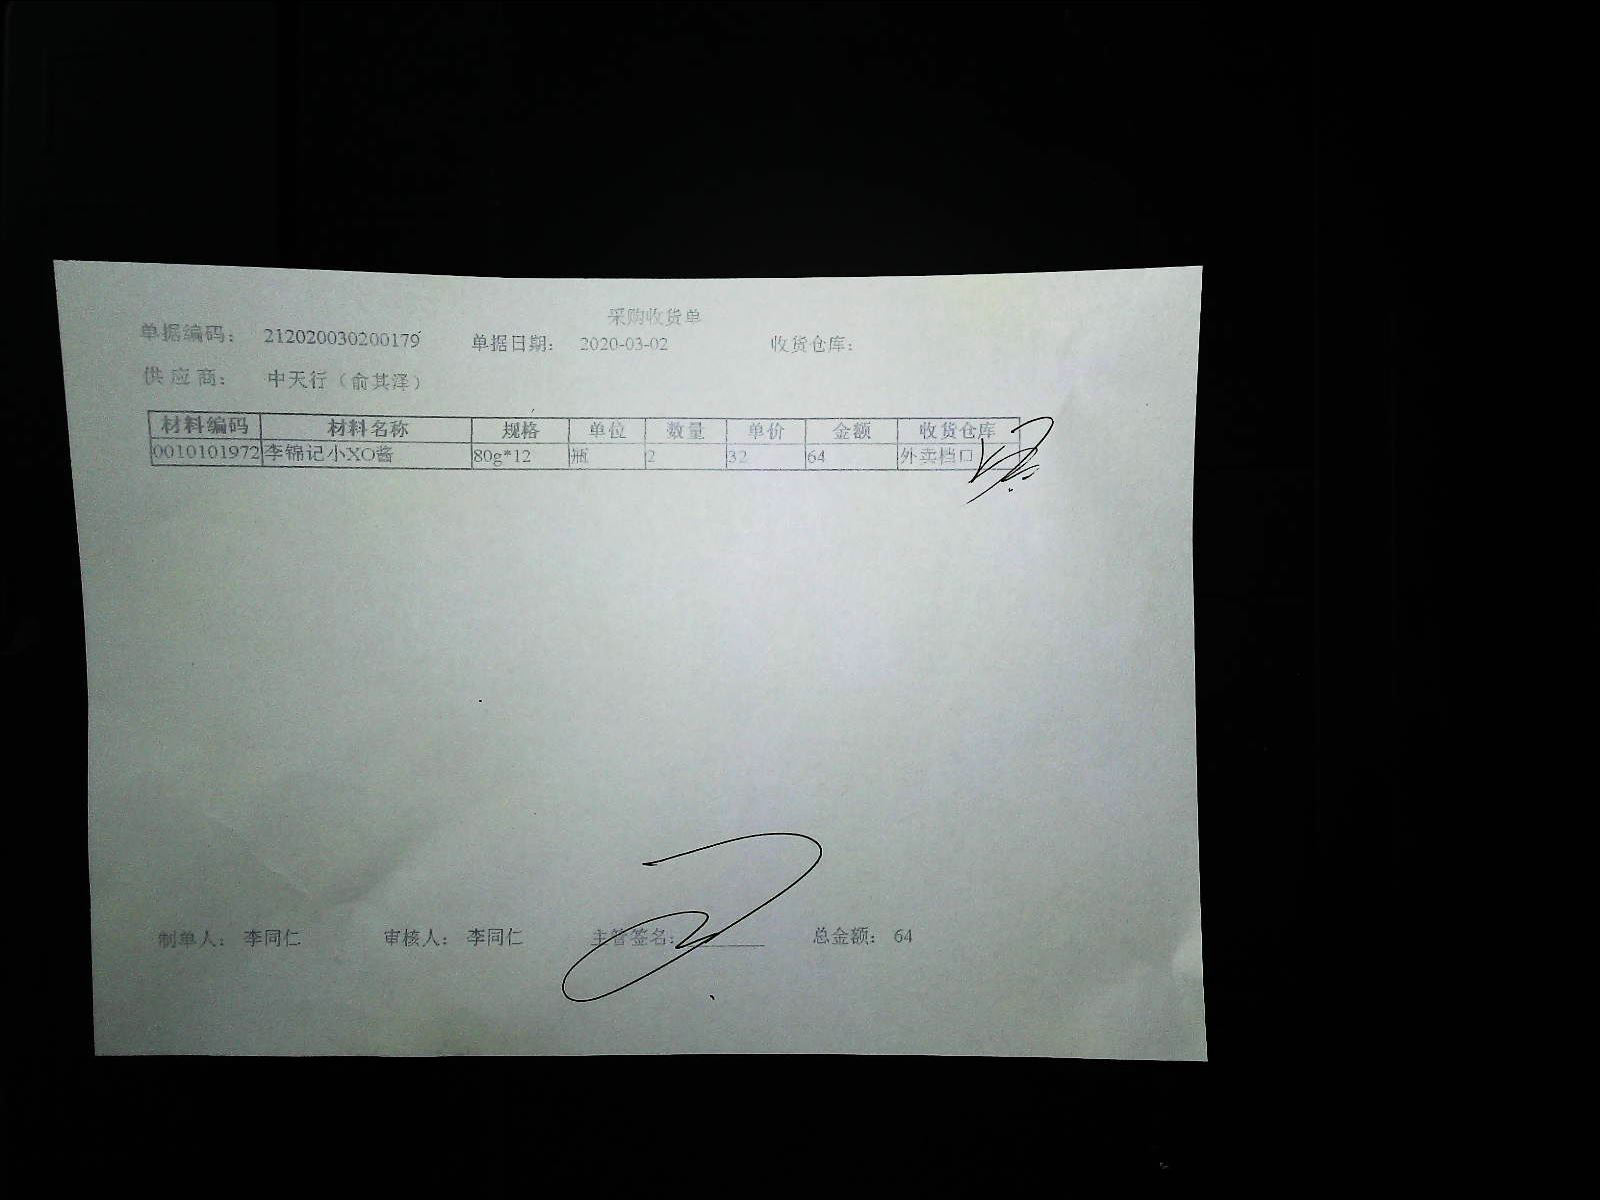 采购收货单
单据编码： 212020030200179 单据日期： 2020-03-02 收货仓库：
供应商： 中天行（俞其泽）
材料编码 材料名称 规格 单位 数量 单价 金额 收货仓库
0010101972 李锦记小XO酱 80g*12 瓶 2 32 64 外卖档口
制单人： 李同仁 审核人： 李同仁 主管签名： 总金额： 64